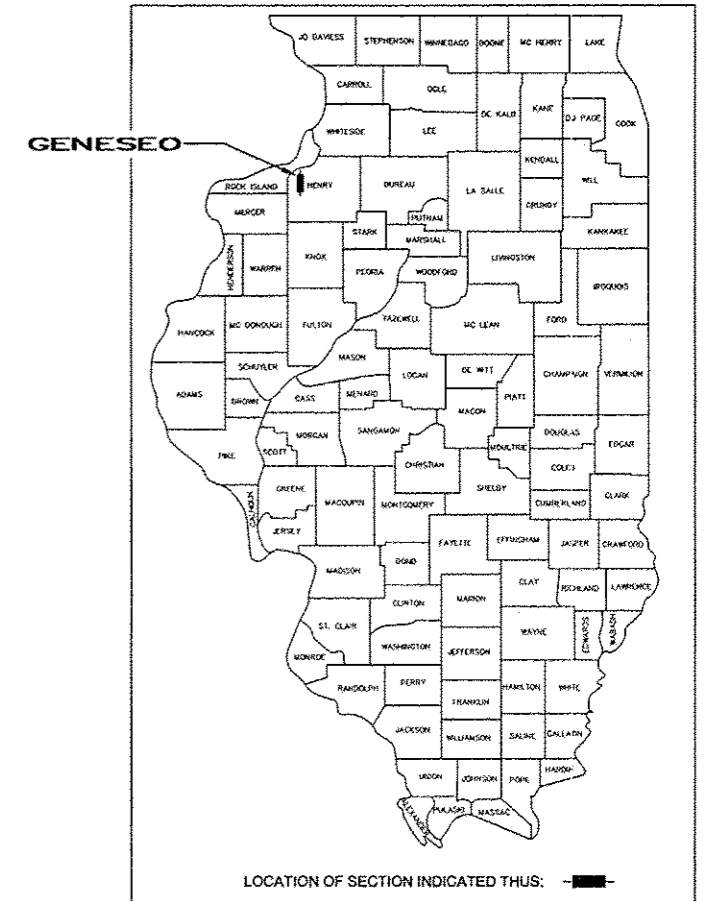 JO DAVIESS STEPHENSON WINNEBAGO BOONE MC HENRY LAKE
CARROLL OGLE DE KALB KANE DU PAGE COOK
WHITESIDE LEE
GENESEO
KENDALL
ROCK ISLAND HENRY BUREAU LA SALLE GRUNDY WILL
MERCER PUTNAM
STARK MARSHALL KANKAKEE
HENDERSON WARREN KNOX PEORIA WOODFORD LIVINGSTON IROQUOIS
HANCOCK MC DONOUGH FULTON TAZEWELL MC LEAN FORD
MASON
SCHUYLER LOGAN DE WITT CHAMPAIGN VERMILION
ADAMS BROWN CASS MENARD MACON PIATT
MORGAN SANGAMON DOUGLAS EDGAR
PIKE SCOTT CHRISTIAN MOULTRIE COLES
GREENE MACOUPIN MONTGOMERY SHELBY CUMBERLAND CLARK
CALHOUN JERSEY
FAYETTE EFFINGHAM JASPER CRAWFORD
MADISON BOND
CLAY RICHLAND LAWRENCE
CLINTON MARION
ST. CLAIR WAYNE EDWARDS WABASH
MONROE WASHINGTON JEFFERSON
RANDOLPH PERRY HAMILTON WHITE
FRANKLIN
JACKSON WILLIAMSON SALINE GALLATIN
UNION JOHNSON POPE HARDIN
ALEXANDER PULASKI MASSAC
LOCATION OF SECTION INDICATED THUS: